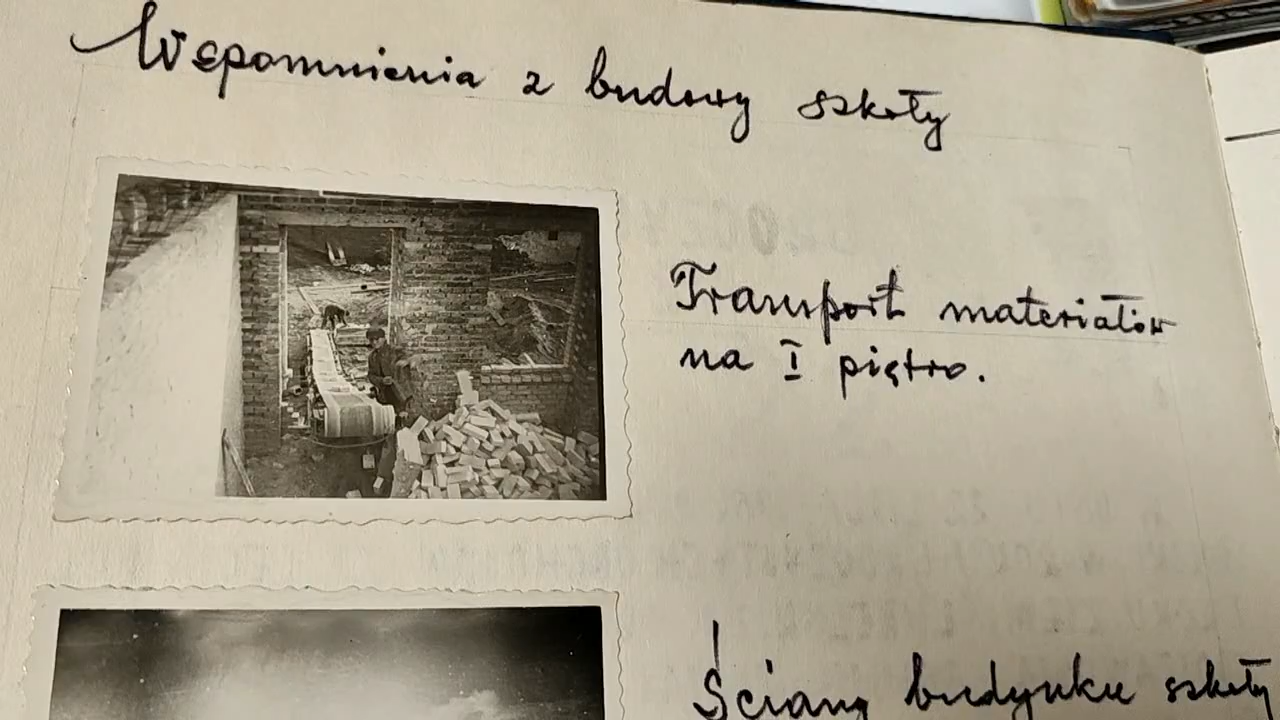 Wspomnienia z budowy szkoły
Transport materiałów
na I piętro.
Ściany budynku szkoły